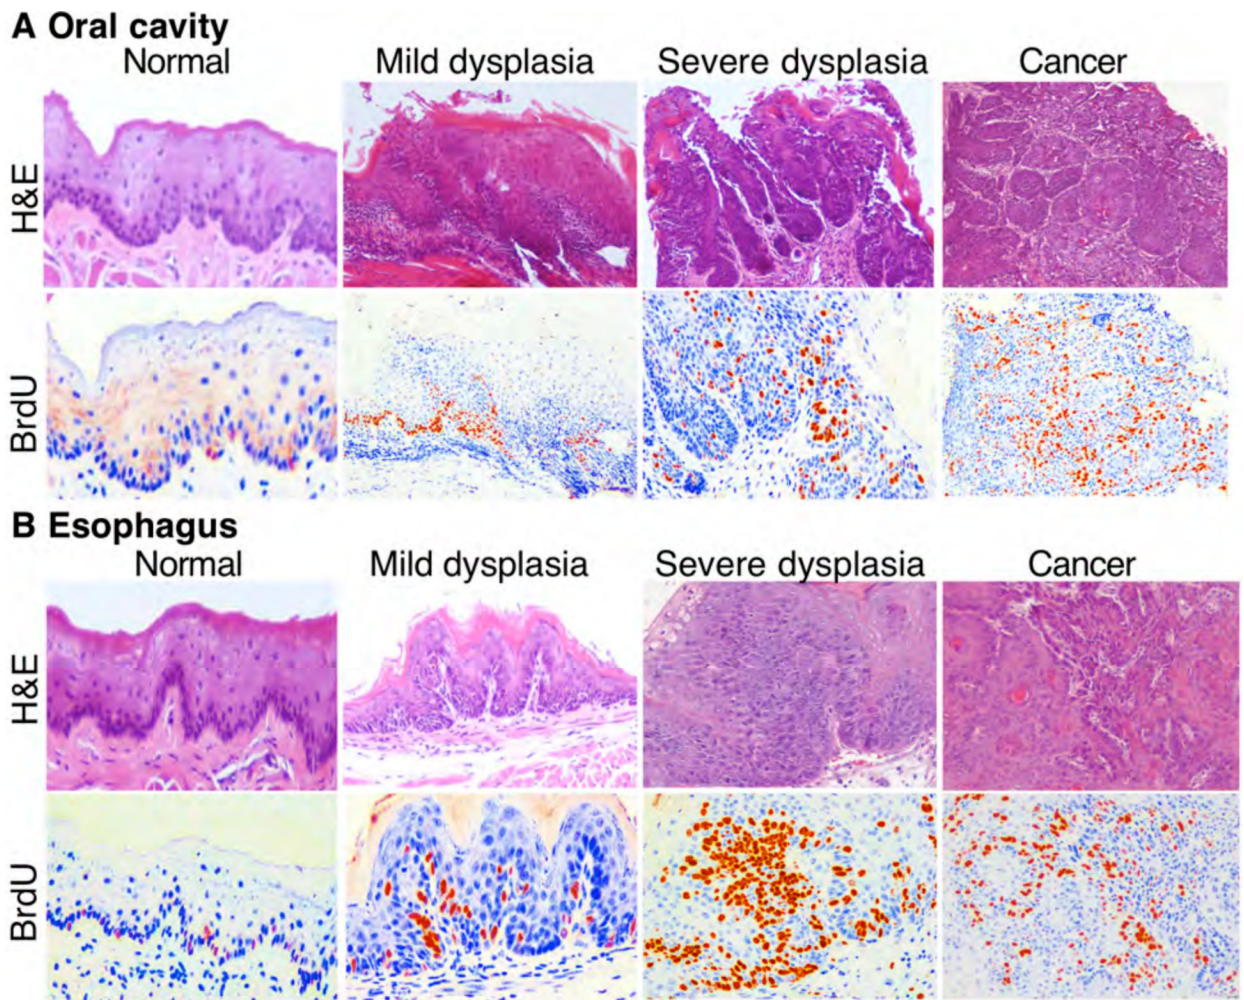 A Oral cavity
Normal Mild dysplasia Severe dysplasia Cancer
H&E
BrdU
B Esophagus
Normal Mild dysplasia Severe dysplasia Cancer
H&E
BrdU